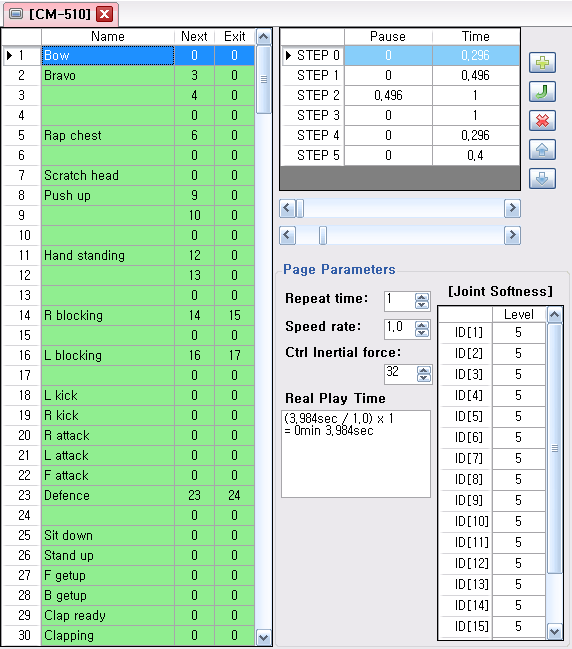 [CM-510]
Name Next Exit
1 Bow 0 0
2 Bravo 3 0
3 4 0
4 0 0
5 Rap chest 6 0
6 0 0
7 Scratch head 0 0
8 Push up 9 0
9 10 0
10 0 0
11 Hand standing 12 0
12 13 0
13 0 0
14 R blocking 14 15
15 0 0
16 L blocking 16 17
17 0 0
18 L kick 0 0
19 R kick 0 0
20 R attack 0 0
21 L attack 0 0
22 F attack 0 0
23 Defence 23 24
24 0 0
25 Sit down 0 0
26 Stand up 0 0
27 F getup 0 0
28 B getup 0 0
29 Clap ready 0 0
30 Clapping 0 0
Pause Time
STEP 0 0 0,296
STEP 1 0 0,496
STEP 2 0,496 1
STEP 3 0 1
STEP 4 0 0,296
STEP 5 0 0,4
Page Parameters
Repeat time: 1
Speed rate: 1,0
Ctrl Inertial force:
32
Real Play Time
(3,984sec / 1,0) x 1
= 0min 3,984sec
[Joint Softness]
Level
ID[1] 5
ID[2] 5
ID[3] 5
ID[4] 5
ID[5] 5
ID[6] 5
ID[7] 5
ID[8] 5
ID[9] 5
ID[10] 5
ID[11] 5
ID[12] 5
ID[13] 5
ID[14] 5
ID[15] 5